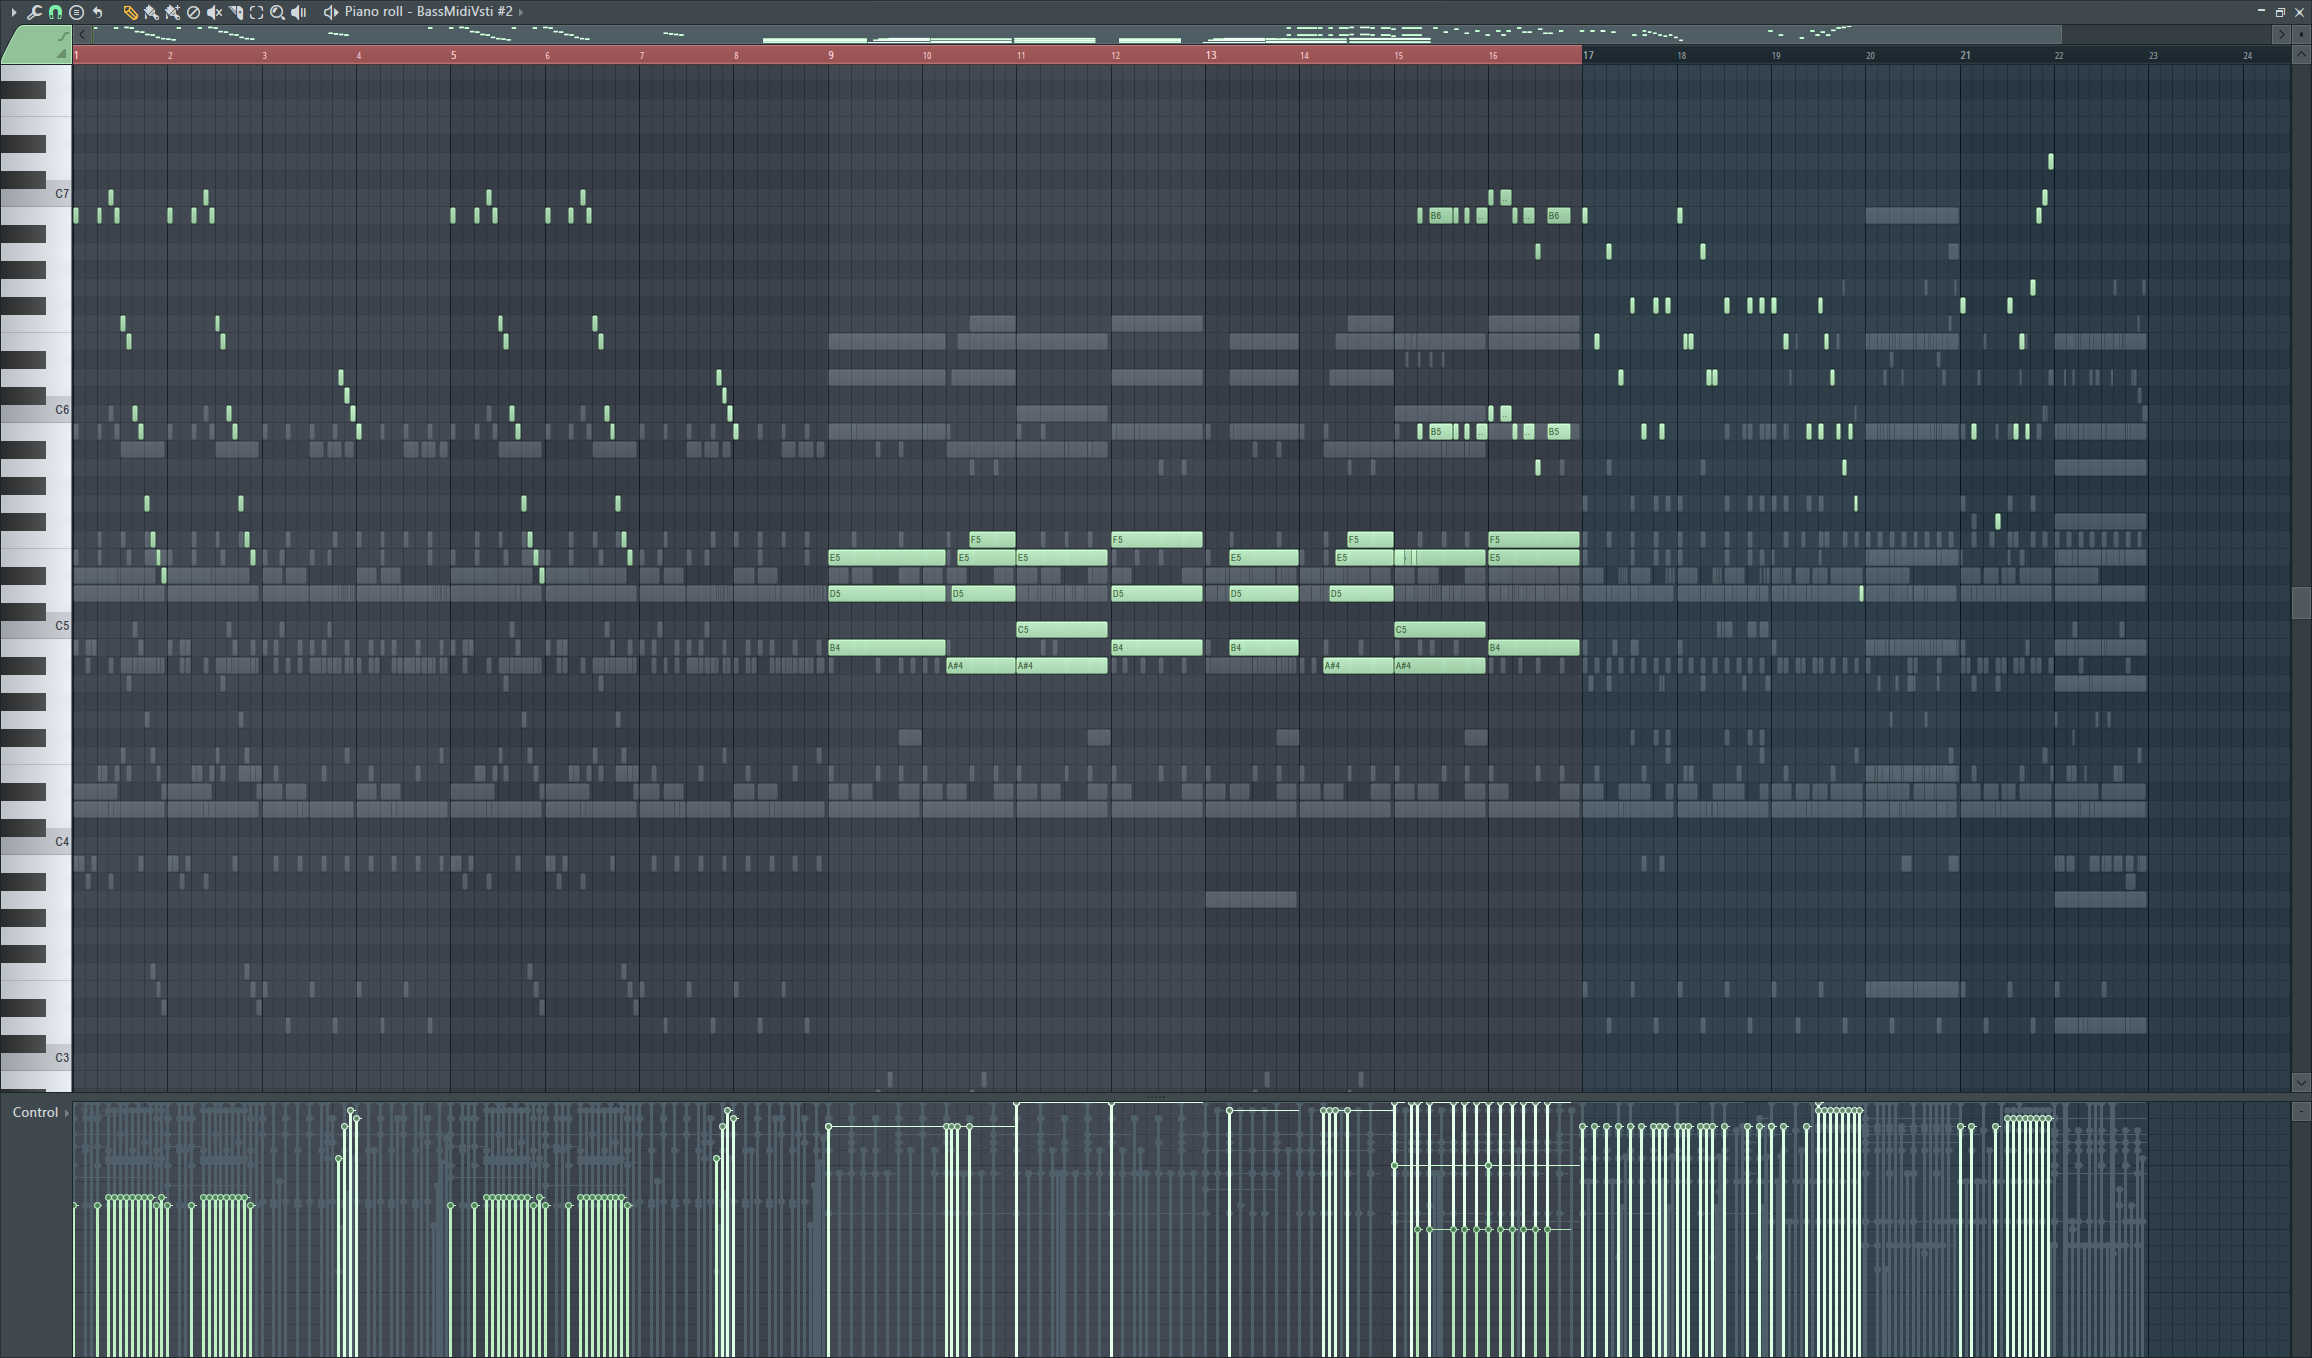 Piano roll - BassMidiVsti #2
1 2 3 4 5 6 7 8 9 10 11 12 13 14 15 16 17 18 19 20 21 22 23 24
C7
B6 B6
C6
B5 B5
F5 F5 F5 F5
E5 E5 E5 E5 E5 E5
D5 D5 D5 D5 D5
C5 C5 C5
B4 B4 B4 B4
A#4 A#4 A#4 A#4
C4
C3
Control